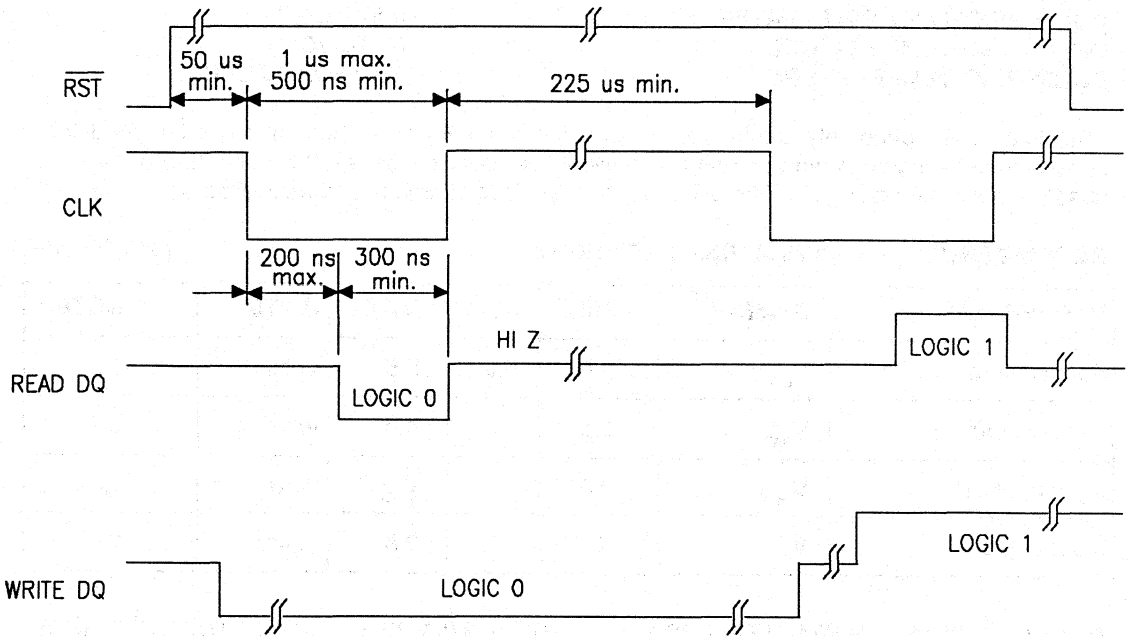 50 us
min.
1 us max.
500 ns min.
225 us min.
RST
CLK
200 ns
max.
300 ns
min.
HI Z
LOGIC 1
READ DQ
LOGIC 0
LOGIC 1
WRITE DQ
LOGIC 0